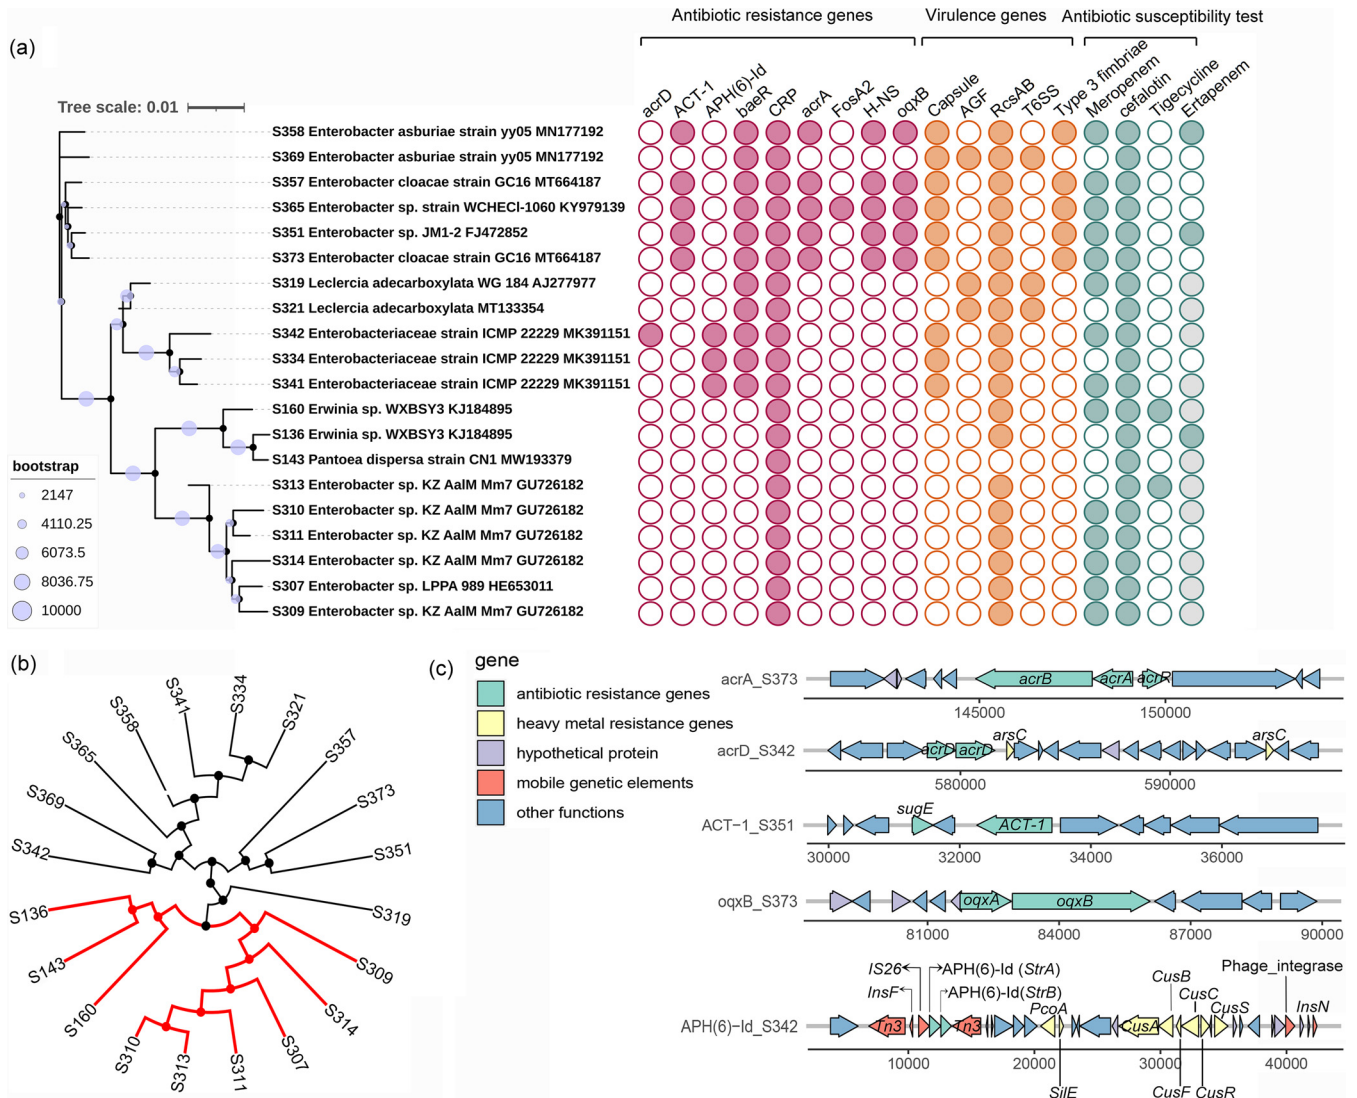 Antibiotic resistance genes
Virulence genes
Antibiotic susceptibility test
(a)
acrD
ACT-1
APH(6)-Id
baeR
CRP
acrA
FosA2
H-NS
oqxB
Capsule
AGF
RcsAB
T6SS
Type 3 fimbriae
Meropenem
cefalotin
Tigecycline
Ertapenem
Tree scale: 0.01
S358 Enterobacter asburiae strain yy05 MN177192
S369 Enterobacter asburiae strain yy05 MN177192
S357 Enterobacter cloacae strain GC16 MT664187
S365 Enterobacter sp. strain WCHECI-1060 KY979139
S351 Enterobacter sp. JM1-2 FJ472852
S373 Enterobacter cloacae strain GC16 MT664187
S319 Leclercia adecarboxylata WG 184 AJ277977
S321 Leclercia adecarboxylata MT133354
S342 Enterobacteriaceae strain ICMP 22229 MK391151
S334 Enterobacteriaceae strain ICMP 22229 MK391151
S341 Enterobacteriaceae strain ICMP 22229 MK391151
S160 Erwinia sp. WXBSY3 KJ184895
S136 Erwinia sp. WXBSY3 KJ184895
S143 Pantoea dispersa strain CN1 MW193379
S313 Enterobacter sp. KZ AalM Mm7 GU726182
S310 Enterobacter sp. KZ AalM Mm7 GU726182
S311 Enterobacter sp. KZ AalM Mm7 GU726182
S314 Enterobacter sp. KZ AalM Mm7 GU726182
S307 Enterobacter sp. LPPA 989 HE653011
S309 Enterobacter sp. KZ AalM Mm7 GU726182
bootstrap
2147
4110.25
6073.5
8036.75
10000
(b)
S341
S334
S321
S358
S357
S365
S373
S369
S351
S342
S319
S136
S309
S143
S314
S160
S307
S310
S313
S311
(c)
gene
antibiotic resistance genes
heavy metal resistance genes
hypothetical protein
mobile genetic elements
other functions
acrA_S373
acrB
acrA
acrR
145000
150000
acrD_S342
acrD
acrD
arsC
arsC
580000
590000
ACT−1_S351
sugE
ACT-1
30000
32000
34000
36000
oqxB_S373
oqxA
oqxB
81000
84000
87000
90000
APH(6)−Id_S342
IS26
InsF
APH(6)-Id (StrA)
APH(6)-Id(StrB)
PcoA
CusB
CusC
CusS
Phage_integrase
InsN
Tn3
Tn3
CusA
10000
20000
30000
40000
SilE
CusF
CusR